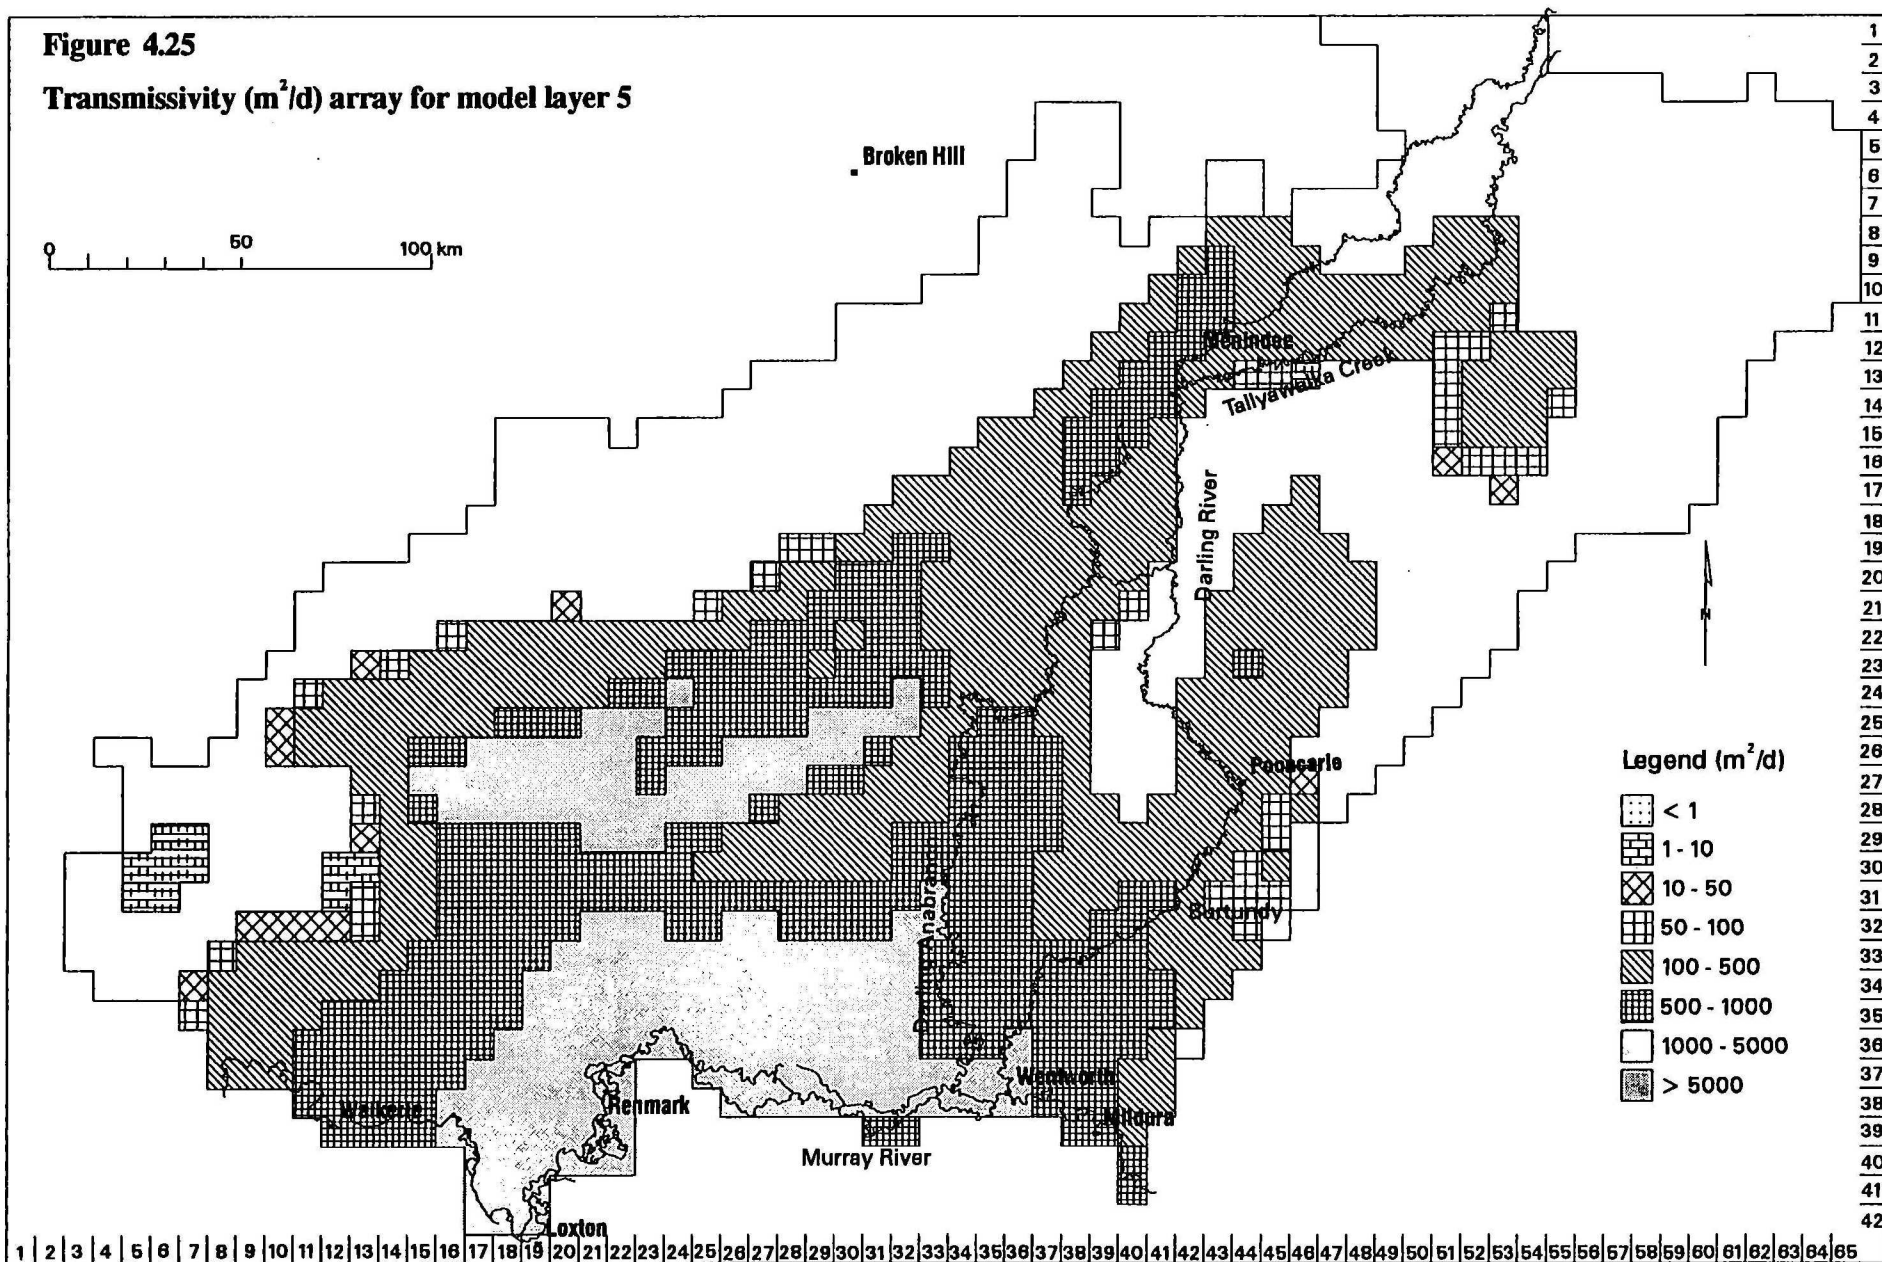 Figure 4.25
Transmissivity (m²/d) array for model layer 5
Broken Hill
0 50 100 km
Menindee
Tallyawalka Creek
Darling River
N
Popiecarie
Legend (m²/d)
< 1
1 - 10
10 - 50
50 - 100
100 - 500
500 - 1000
1000 - 5000
> 5000
Darling Anabranch
Burtundy
Wentworth
Renmark
Waikerie
Mildura
Murray River
Loxton
1
2
3
4
5
6
7
8
9
10
11
12
13
14
15
16
17
18
19
20
21
22
23
24
25
26
27
28
29
30
31
32
33
34
35
36
37
38
39
40
41
42
1 2 3 4 5 6 7 8 9 10 11 12 13 14 15 16 17 18 19 20 21 22 23 24 25 26 27 28 29 30 31 32 33 34 35 36 37 38 39 40 41 42 43 44 45 46 47 48 49 50 51 52 53 54 55 56 57 58 59 60 61 62 63 64 65